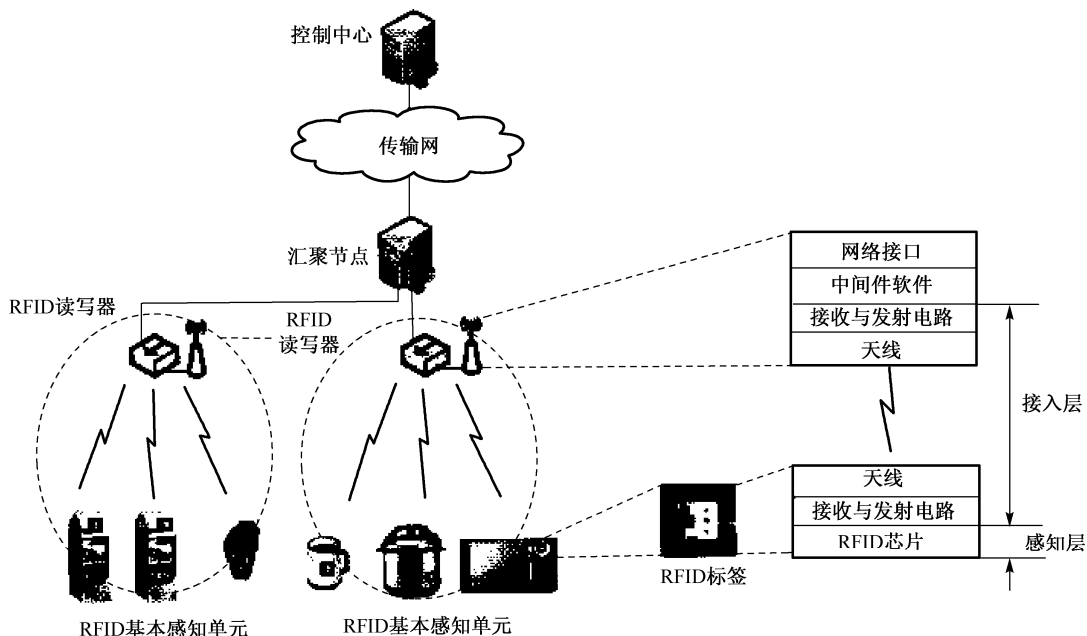 控制中心
传输网
汇聚节点
RFID读写器
RFID
读写器
网络接口
中间件软件
接收与发射电路
天线
接入层
天线
接收与发射电路
RFID芯片
感知层
RFID标签
RFID基本感知单元
RFID基本感知单元